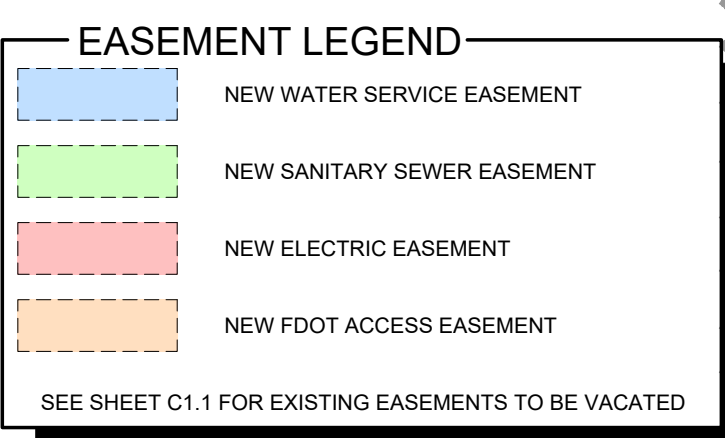 EASEMENT LEGEND
NEW WATER SERVICE EASEMENT
NEW SANITARY SEWER EASEMENT
NEW ELECTRIC EASEMENT
NEW FDOT ACCESS EASEMENT
SEE SHEET C1.1 FOR EXISTING EASEMENTS TO BE VACATED